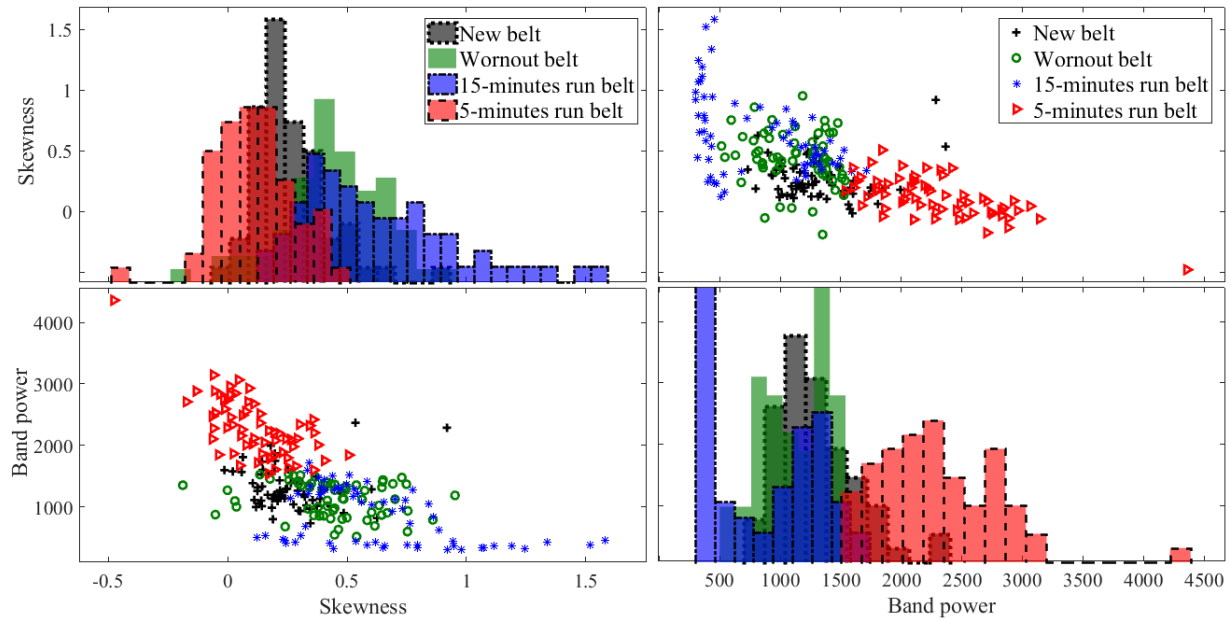 1.5
1
0.5
0
Skewness
New belt
Wornout belt
15-minutes run belt
5-minutes run belt
New belt
Wornout belt
15-minutes run belt
5-minutes run belt
4000
3000
2000
1000
Band power
-0.5 0 0.5 1 1.5
Skewness
500 1000 1500 2000 2500 3000 3500 4000 4500
Band power